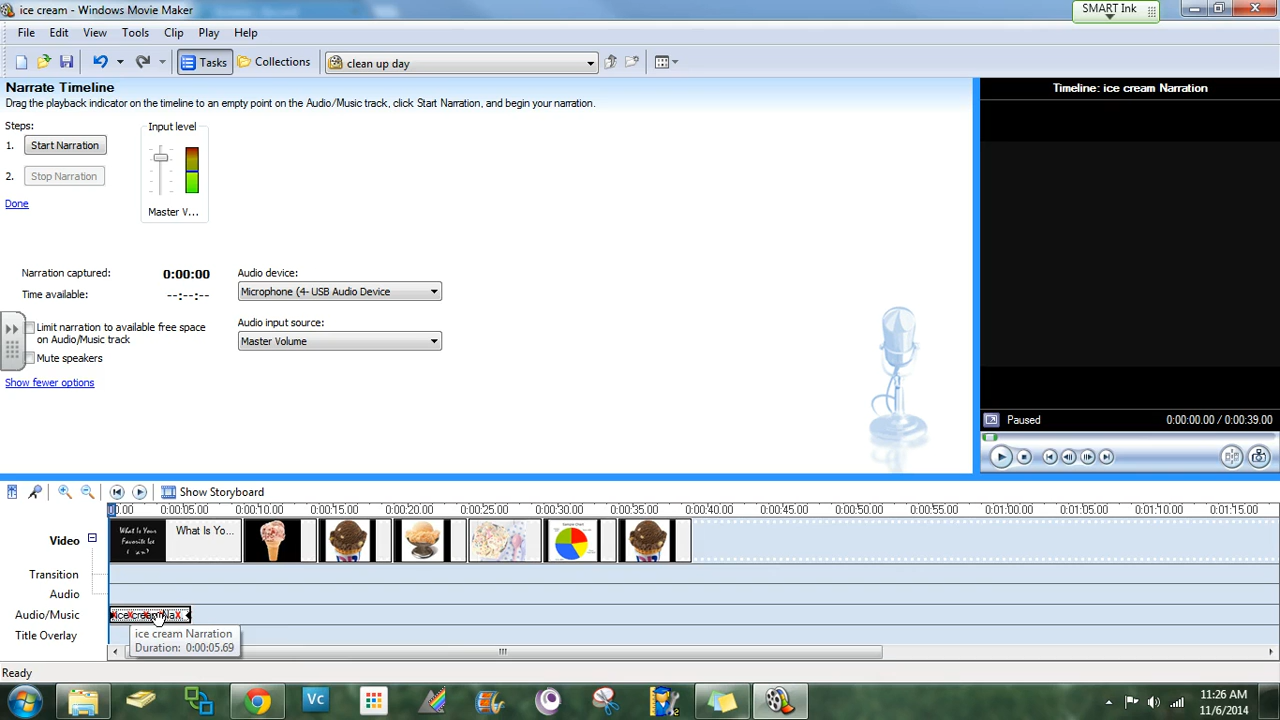 ice cream - Windows Movie Maker
SMART Ink
File Edit View Tools Clip Play Help
Tasks Collections clean up day
Narrate Timeline
Drag the playback indicator on the timeline to an empty point on the Audio/Music track, click Start Narration, and begin your narration.
Timeline: ice cream Narration
Steps:
Input level
1. Start Narration
2. Stop Narration
Done
Master V...
Narration captured: 0:00:00
Time available: --:--:--
Audio device:
Microphone (4- USB Audio Device
Audio input source:
Master Volume
Limit narration to available free space
on Audio/Music track
Mute speakers
Show fewer options
Paused 0:00:00.00 / 0:00:39.00
Show Storyboard
0.00 0:00:05.00 0:00:10.00 0:00:15.00 0:00:20.00 0:00:25.00 0:00:30.00 0:00:35.00 0:00:40.00 0:00:45.00 0:00:50.00 0:00:55.00 0:01:00.00 0:01:05.00 0:01:10.00 0:01:15.00
Video
What Is Your
Favorite Ice
What Is Yo...
Transition
Audio
Audio/Music
Title Overlay
ice cream Narration
Duration: 0:00:05.69
Ready
Vc
11:26 AM
11/6/2014